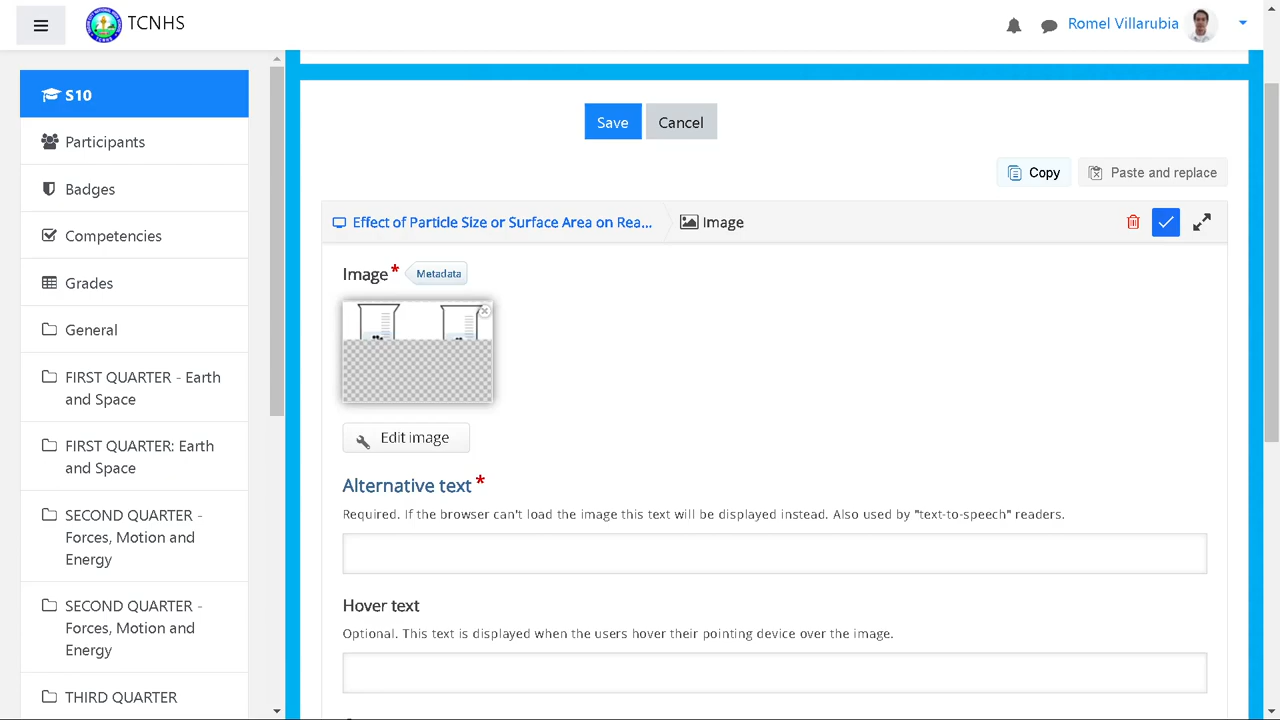 TCNHS
Romel Villarubia
S10
Participants
Badges
Competencies
Grades
General
FIRST QUARTER - Earth
and Space
FIRST QUARTER: Earth
and Space
SECOND QUARTER -
Forces, Motion and
Energy
SECOND QUARTER -
Forces, Motion and
Energy
THIRD QUARTER
Save
Cancel
Copy
Paste and replace
Effect of Particle Size or Surface Area on Rea...
Image
Image*
Metadata
Edit image
Alternative text *
Required. If the browser can't load the image this text will be displayed instead. Also used by "text-to-speech" readers.
Hover text
Optional. This text is displayed when the users hover their pointing device over the image.